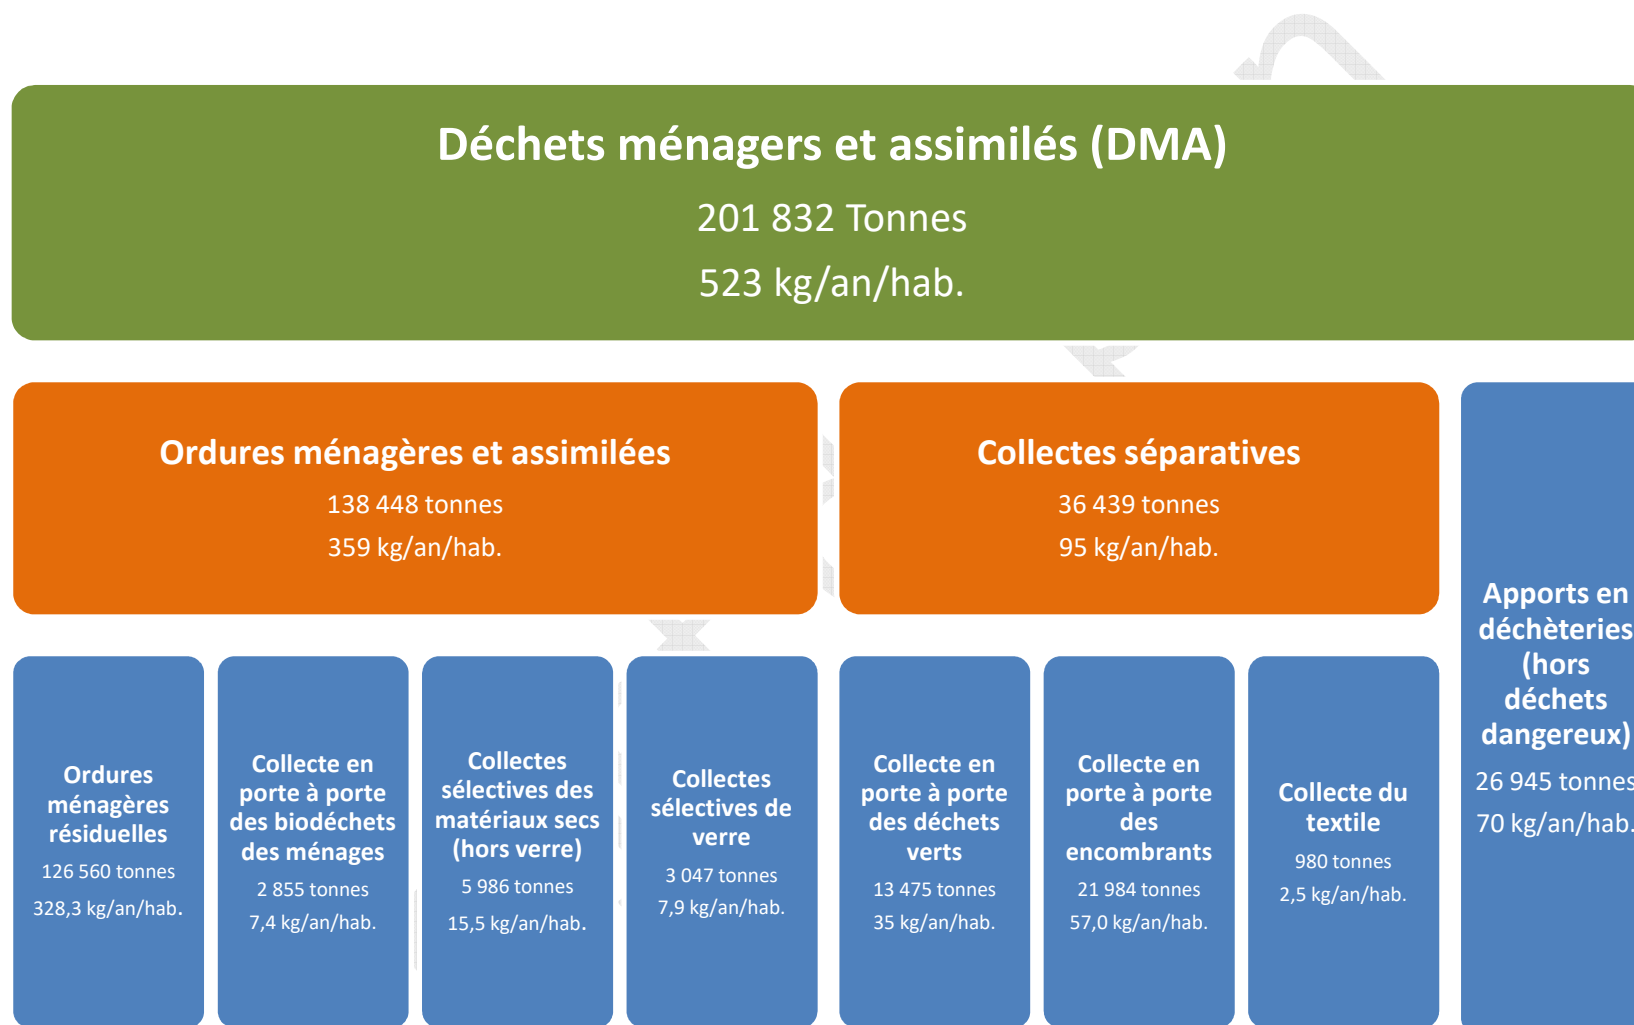 Déchets ménagers et assimilés (DMA)
201 832 Tonnes
523 kg/an/hab.
Ordures ménagères et assimilées
138 448 tonnes
359 kg/an/hab.
Collectes séparatives
36 439 tonnes
95 kg/an/hab.
Ordures
ménagères
résiduelles
126 560 tonnes
328,3 kg/an/hab.
Collecte en
porte à porte
des biodéchets
des ménages
2 855 tonnes
7,4 kg/an/hab.
Collectes
sélectives des
matériaux secs
(hors verre)
5 986 tonnes
15,5 kg/an/hab.
Collectes
sélectives de
verre
3 047 tonnes
7,9 kg/an/hab.
Collecte en
porte à porte
des déchets
verts
13 475 tonnes
35 kg/an/hab.
Collecte en
porte à porte
des
encombrants
21 984 tonnes
57,0 kg/an/hab.
Collecte du
textile
980 tonnes
2,5 kg/an/hab.
Apports en
déchèteries
(hors
déchets
dangereux)
26 945 tonnes
70 kg/an/hab.